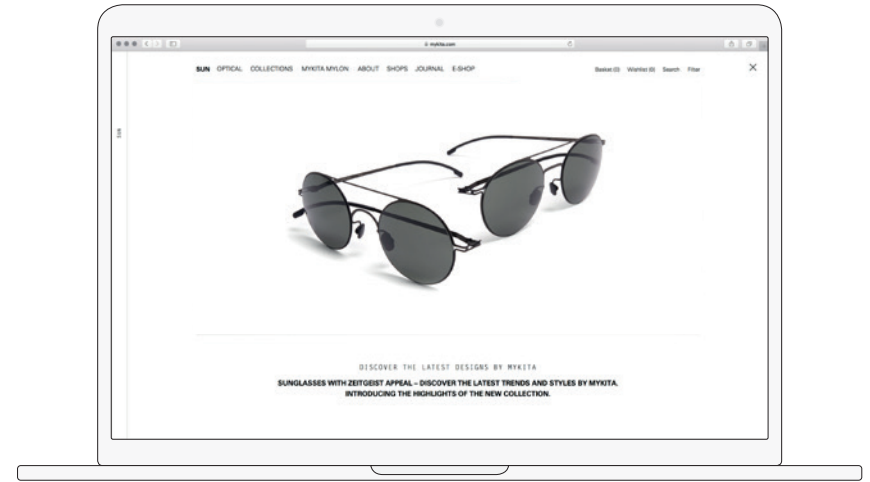 mykita.com
SUN OPTICAL COLLECTIONS MYKITA MYLON ABOUT SHOPS JOURNAL E-SHOP
Basket (0) Wishlist (0) Search Filter
SUN
DISCOVER THE LATEST DESIGNS BY MYKITA
SUNGLASSES WITH ZEITGEIST APPEAL – DISCOVER THE LATEST TRENDS AND STYLES BY MYKITA.
INTRODUCING THE HIGHLIGHTS OF THE NEW COLLECTION.